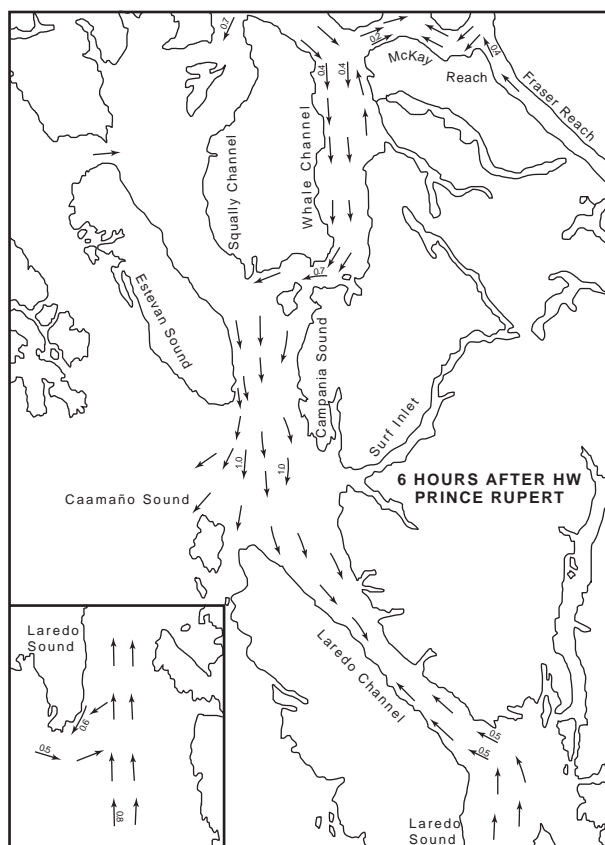 0.7
0.2
McKay
Reach
0.4
Fraser Reach
0.4
0.4
Squally Channel
Whale Channel
0.7
Estevan Sound
Campania Sound
Surf Inlet
1.0
1.0
6 HOURS AFTER HW
PRINCE RUPERT
Caamaño Sound
Laredo
Sound
Laredo Channel
0.6
0.5
0.5
0.5
0.8
Laredo
Sound